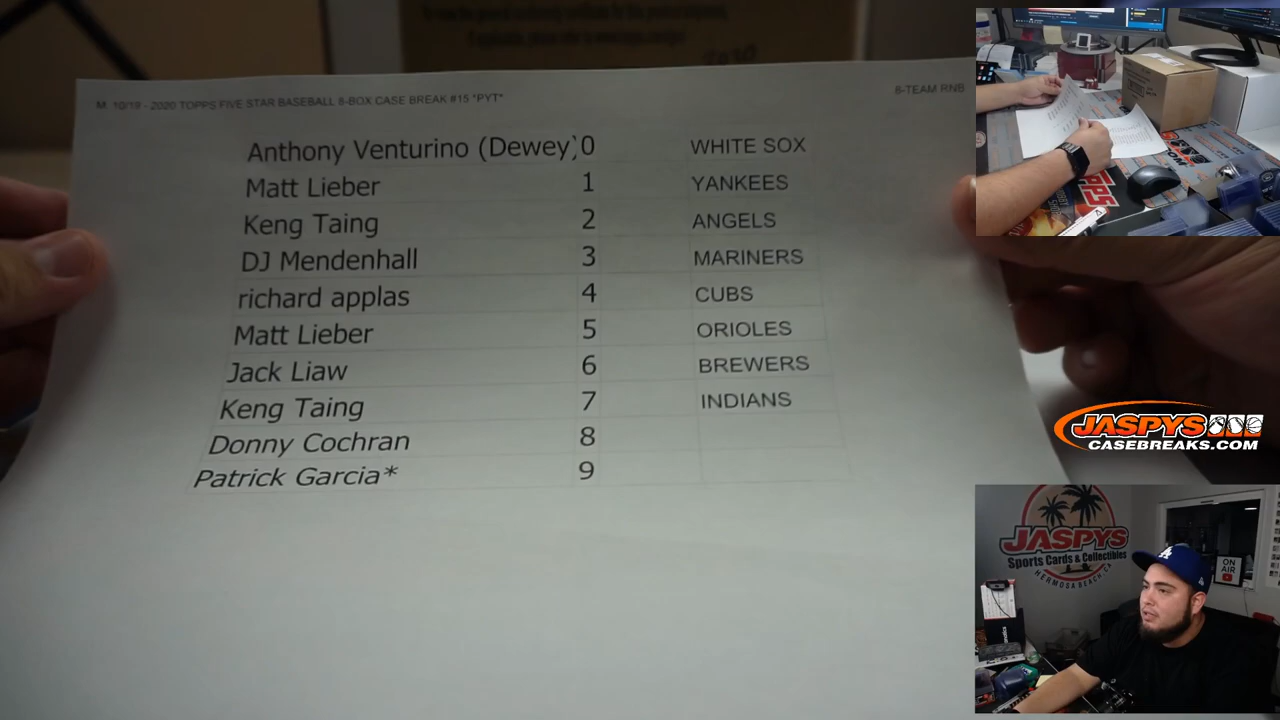 M. 10/19 - 2020 TOPPS FIVE STAR BASEBALL 8-BOX CASE BREAK #15 *PYT*
8-TEAM RNB
Anthony Venturino (Dewey) 0 WHITE SOX
Matt Lieber 1 YANKEES
Keng Taing 2 ANGELS
DJ Mendenhall 3 MARINERS
richard applas 4 CUBS
Matt Lieber 5 ORIOLES
Jack Liaw 6 BREWERS
Keng Taing 7 INDIANS
Donny Cochran 8
Patrick Garcia* 9
JASPYS
CASEBREAKS.COM
JASPYS
Sports Cards & Collectibles
HERMOSA BEACH, CA
ON
AIR
LA